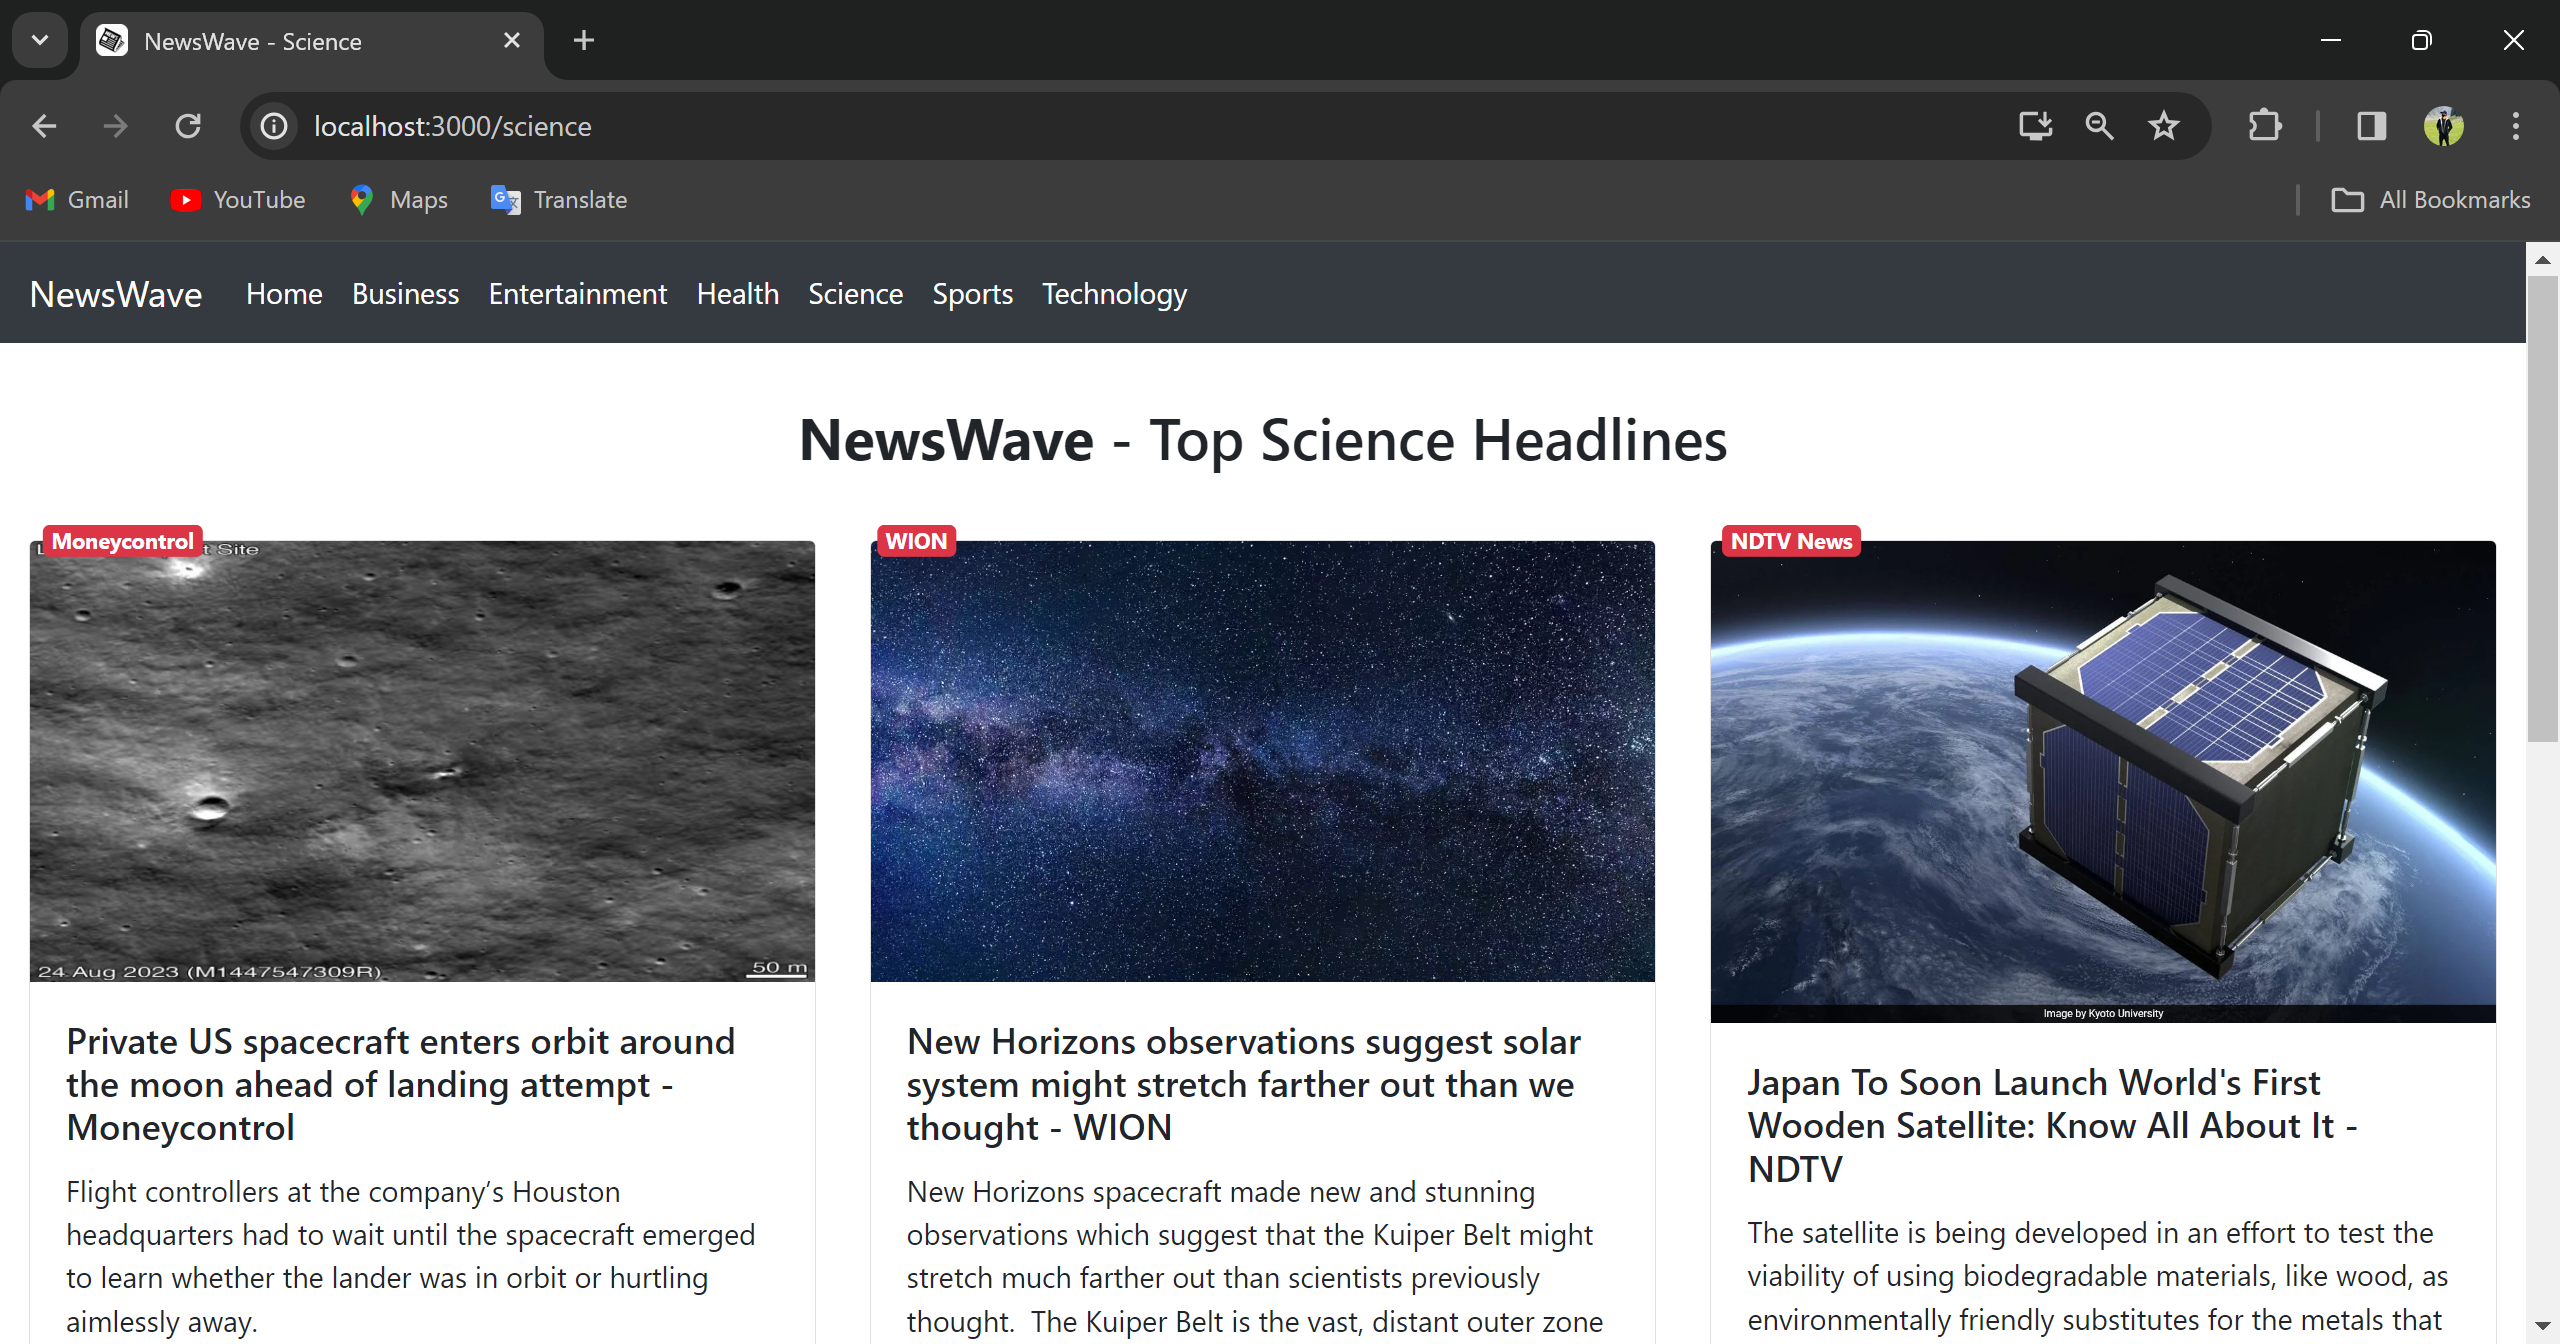 NewsWave - Science
localhost:3000/science
Gmail
YouTube
Maps
Translate
All Bookmarks
NewsWave
Home
Business
Entertainment
Health
Science
Sports
Technology
NewsWave - Top Science Headlines
Moneycontrol
t Site
24 Aug 2023 (M1447547309R)
50 m
Private US spacecraft enters orbit around
the moon ahead of landing attempt -
Moneycontrol
Flight controllers at the company’s Houston
headquarters had to wait until the spacecraft emerged
to learn whether the lander was in orbit or hurtling
aimlessly away.
WION
New Horizons observations suggest solar
system might stretch farther out than we
thought - WION
New Horizons spacecraft made new and stunning
observations which suggest that the Kuiper Belt might
stretch much farther out than scientists previously
thought.  The Kuiper Belt is the vast, distant outer zone
NDTV News
Image by Kyoto University
Japan To Soon Launch World's First
Wooden Satellite: Know All About It -
NDTV
The satellite is being developed in an effort to test the
viability of using biodegradable materials, like wood, as
environmentally friendly substitutes for the metals that